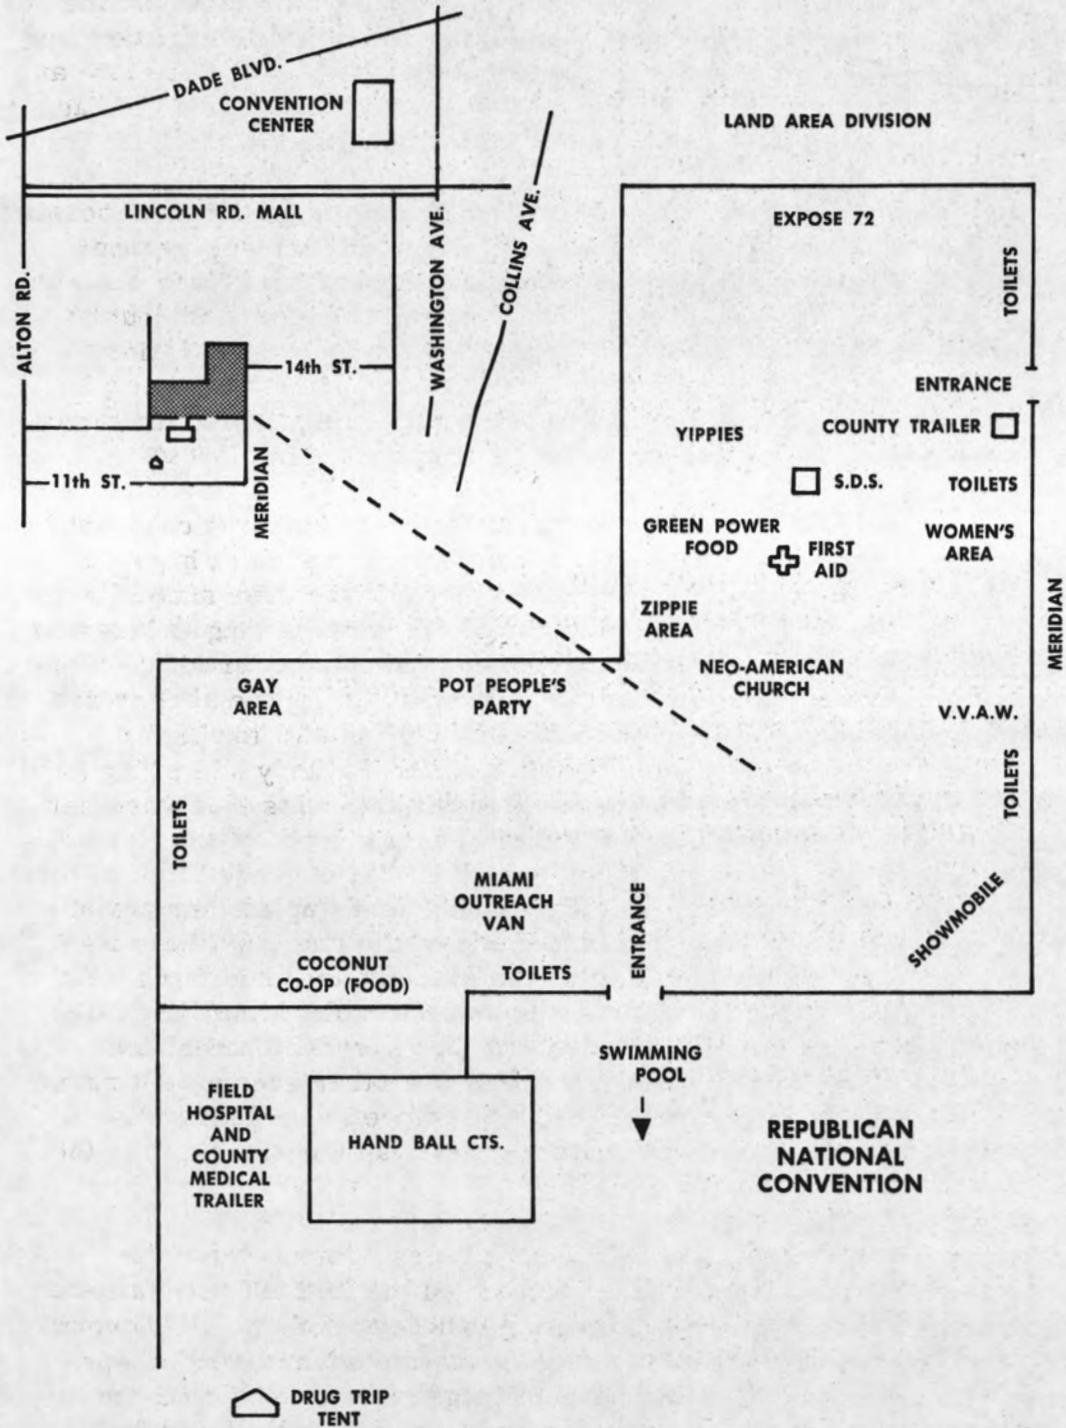 DADE BLVD.
CONVENTION
CENTER
LAND AREA DIVISION
LINCOLN RD. MALL
EXPOSE 72
ALTON RD.
WASHINGTON AVE.
COLLINS AVE.
TOILETS
14th ST.
ENTRANCE
COUNTY TRAILER
YIPPIES
11th ST.
MERIDIAN
S.D.S.
TOILETS
GREEN POWER
FOOD
FIRST
AID
WOMEN'S
AREA
ZIPPIE
AREA
MERIDIAN
NEO-AMERICAN
CHURCH
GAY
AREA
POT PEOPLE'S
PARTY
V.V.A.W.
TOILETS
TOILETS
MIAMI
OUTREACH
VAN
ENTRANCE
SHOWMOBILE
COCONUT
CO-OP (FOOD)
TOILETS
SWIMMING
POOL
FIELD
HOSPITAL
AND
COUNTY
MEDICAL
TRAILER
HAND BALL CTS.
REPUBLICAN
NATIONAL
CONVENTION
DRUG TRIP
TENT